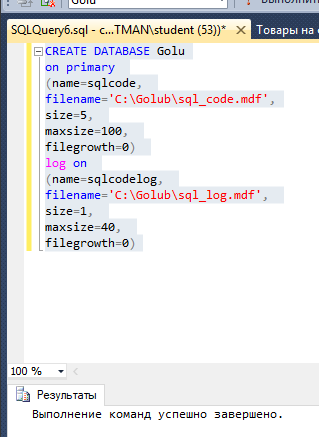 Golu
SQLQuery6.sql - c...TMAN\student (53))*
Товары на
CREATE DATABASE Golu
on primary
(name=sqlcode,
filename='C:\Golub\sql_code.mdf',
size=5,
maxsize=100,
filegrowth=0)
log on
(name=sqlcodelog,
filename='C:\Golub\sql_log.mdf',
size=1,
maxsize=40,
filegrowth=0)
100 %
Результаты
Выполнение команд успешно завершено.